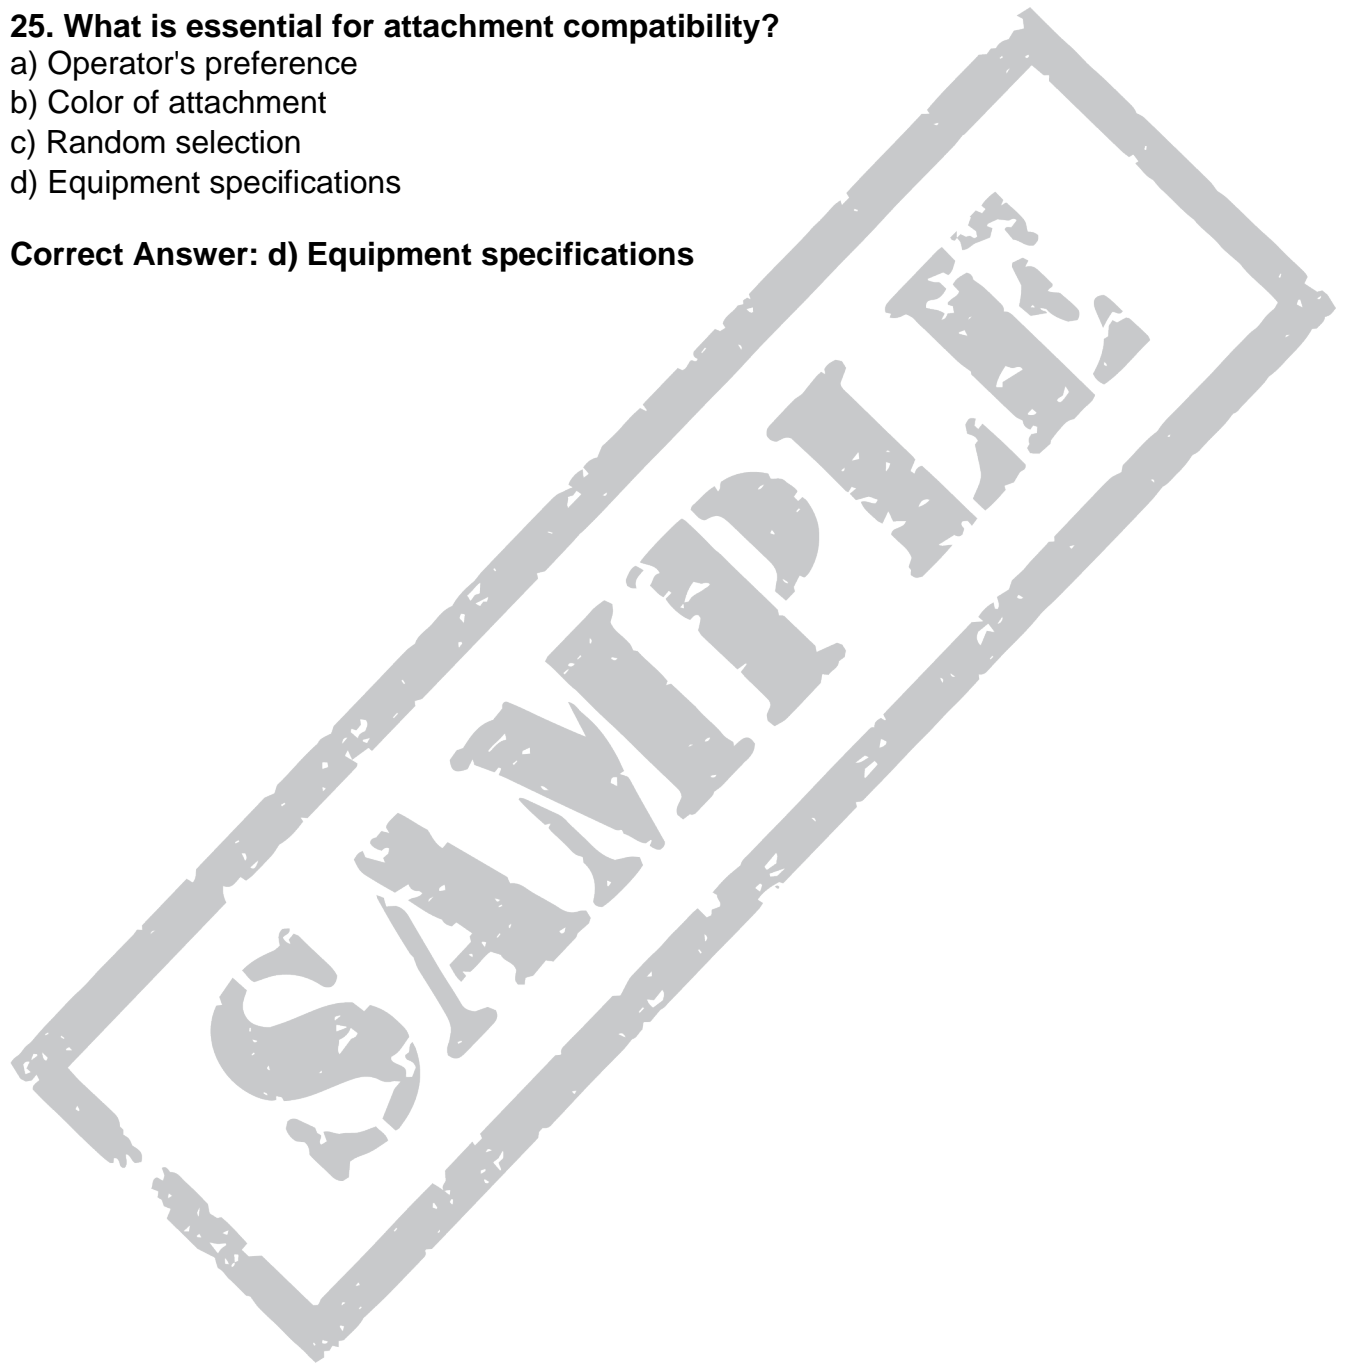 25. What is essential for attachment compatibility?
a) Operator's preference
b) Color of attachment
c) Random selection
d) Equipment specifications
Correct Answer: d) Equipment specifications
SAMPLE